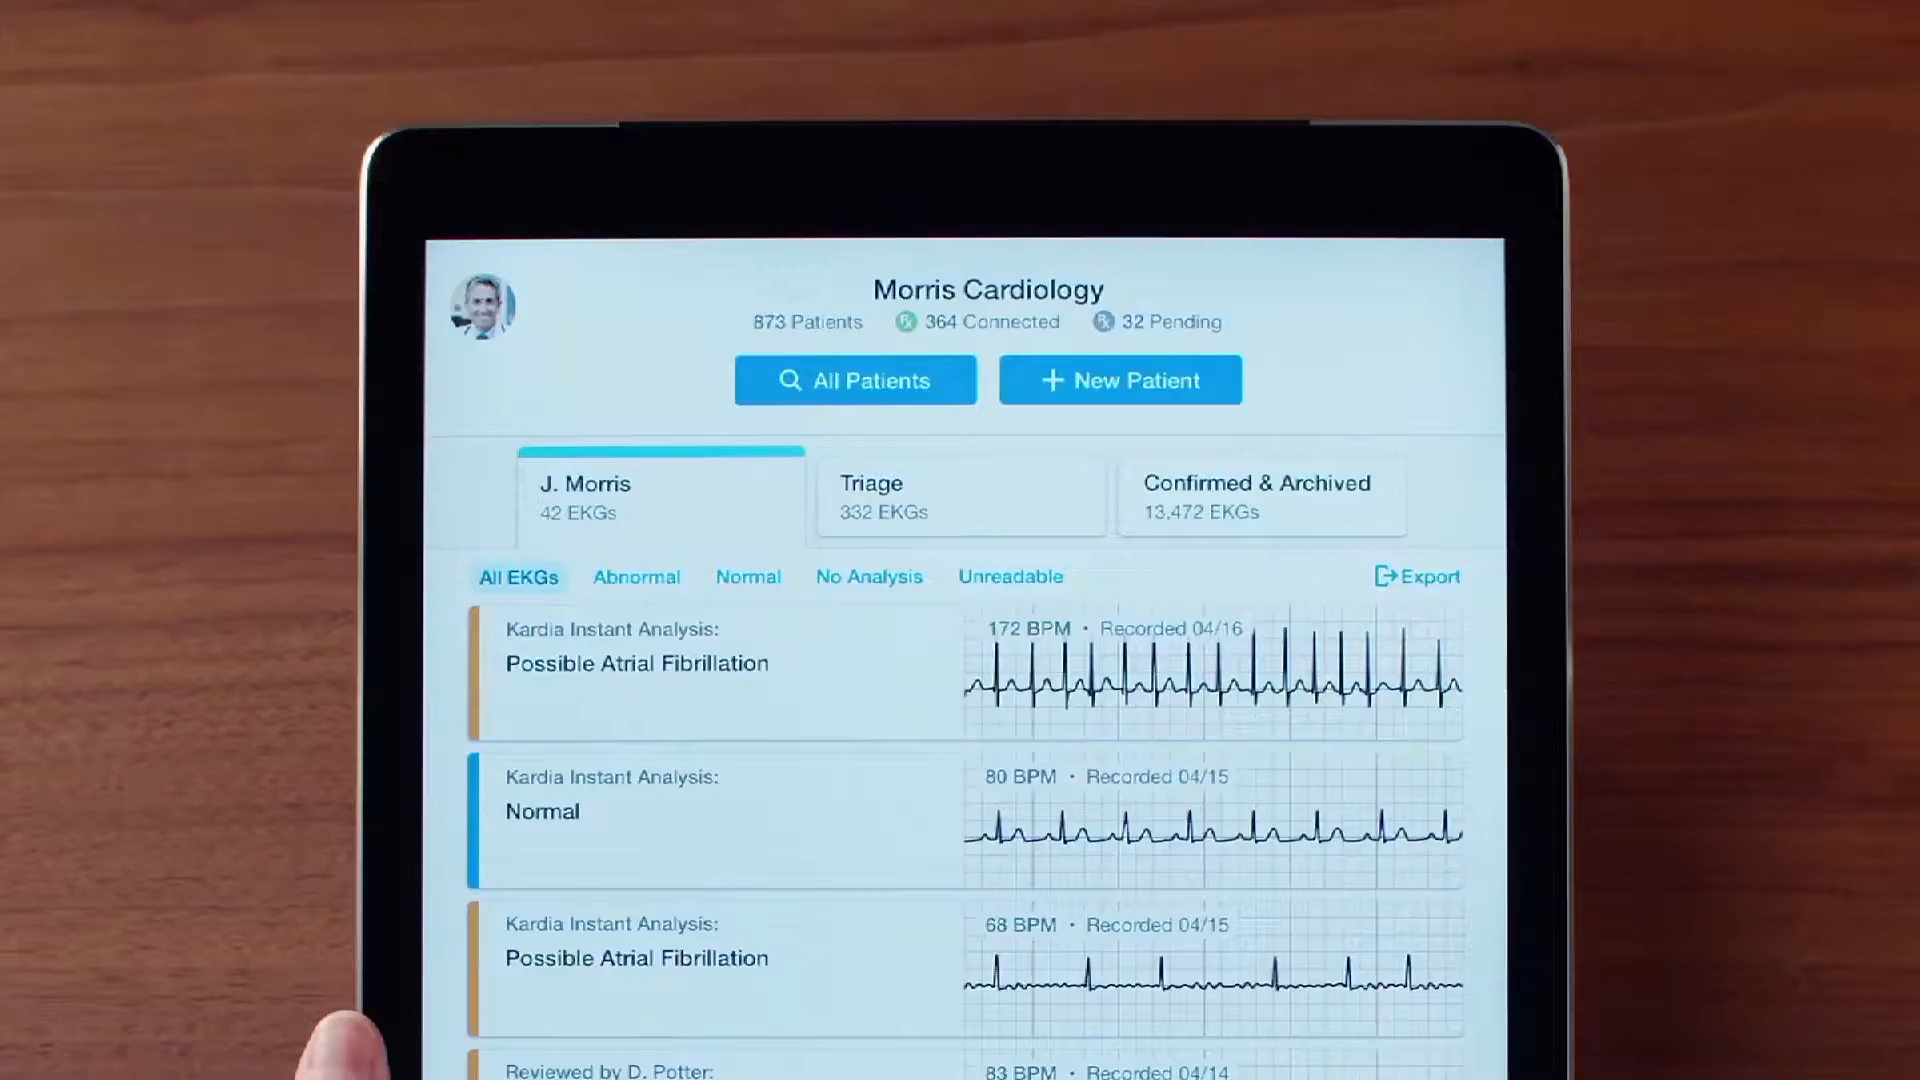 Morris Cardiology
873 Patients Rx 364 Connected Rx 32 Pending
All Patients + New Patient
J. Morris Triage Confirmed & Archived
42 EKGs 332 EKGs 13,472 EKGs
All EKGs Abnormal Normal No Analysis Unreadable Export
Kardia Instant Analysis: 172 BPM • Recorded 04/16
Possible Atrial Fibrillation
Kardia Instant Analysis: 80 BPM • Recorded 04/15
Normal
Kardia Instant Analysis: 68 BPM • Recorded 04/15
Possible Atrial Fibrillation
Reviewed by D. Potter: 83 BPM • Recorded 04/14